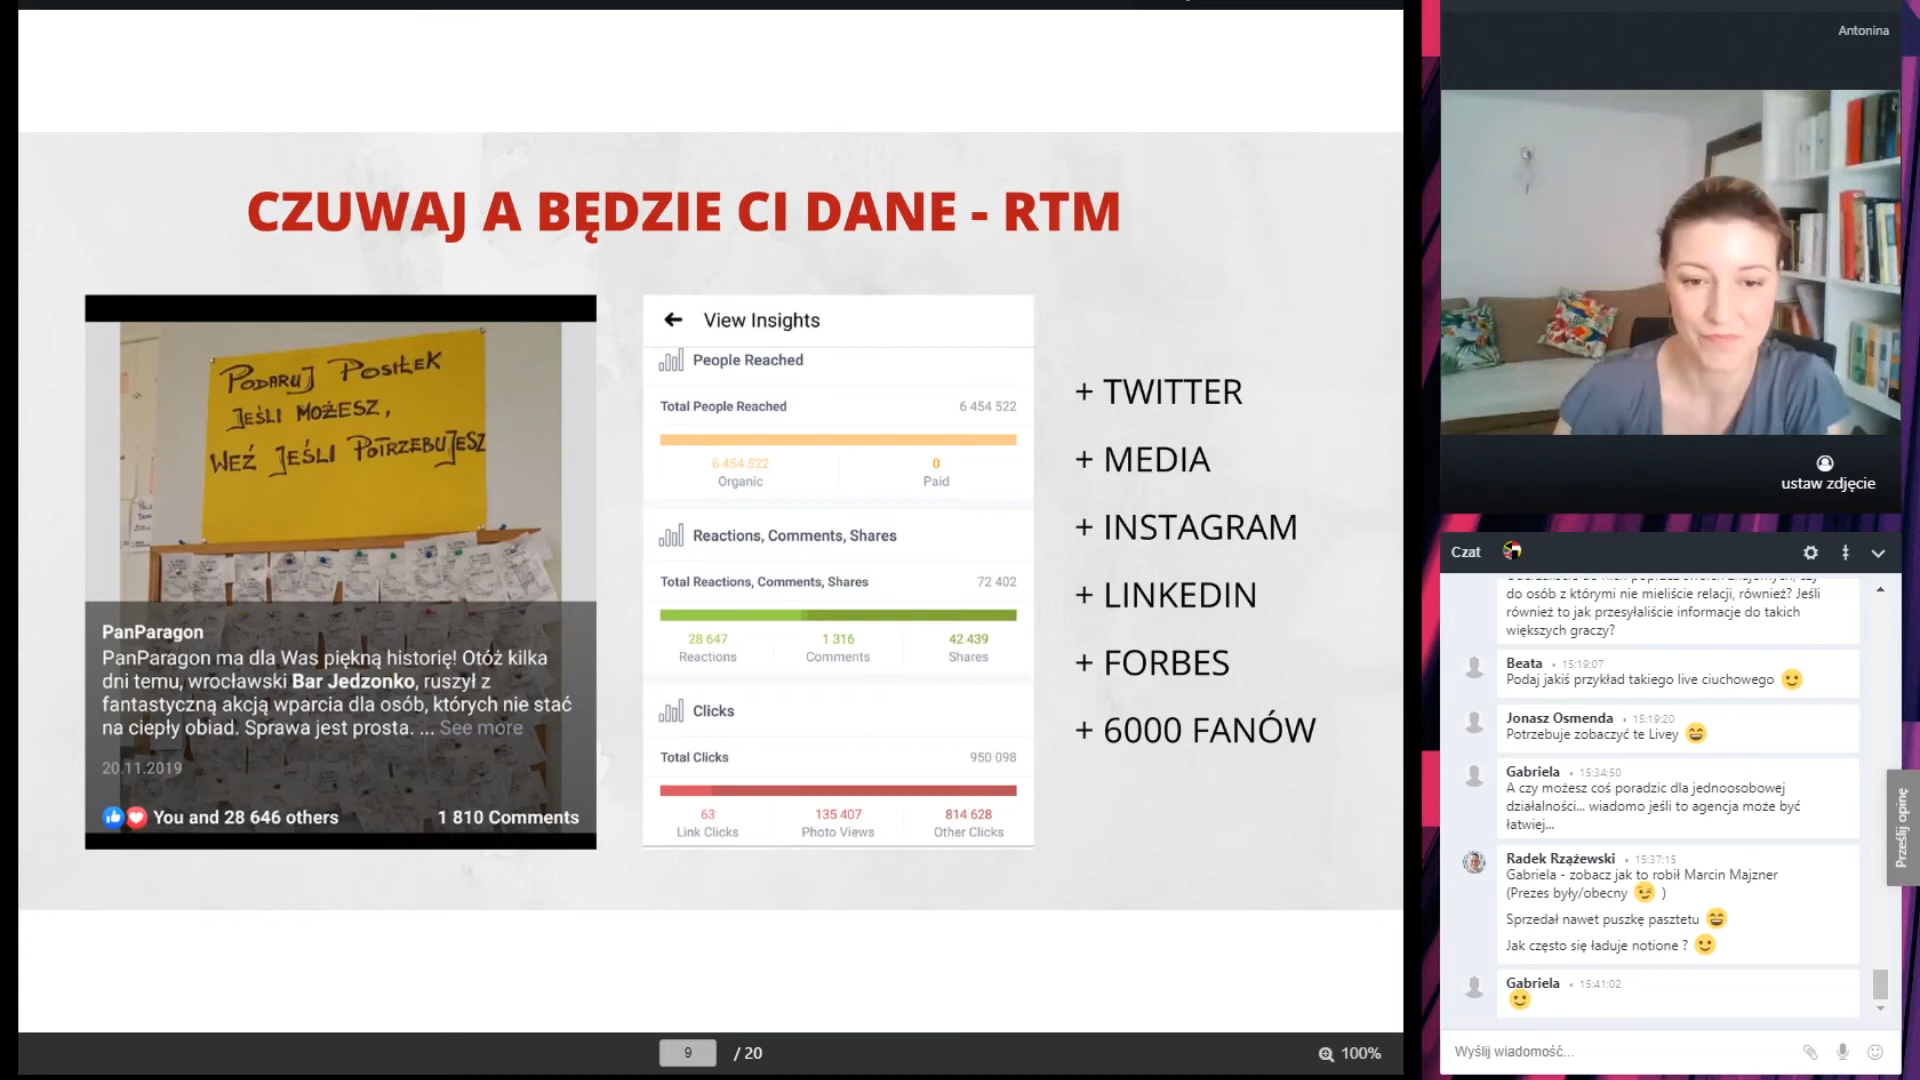 CZUWAJ A BĘDZIE CI DANE - RTM
PODARUJ POSIŁEK
JEŚLI MOŻESZ,
WEŹ JEŚLI POTRZEBUJESZ
PanParagon
PanParagon ma dla Was piękną historię! Otóż kilka
dni temu, wrocławski Bar Jedzonko, ruszył z
fantastyczną akcją wparcia dla osób, których nie stać
na ciepły obiad. Sprawa jest prosta. ... See more
20.11.2019
You and 28 646 others 1 810 Comments
View Insights
People Reached
Total People Reached 6 454 522
6 454 522 0
Organic Paid
Reactions, Comments, Shares
Total Reactions, Comments, Shares 72 402
28 647 1 316 42 439
Reactions Comments Shares
Clicks
Total Clicks 950 098
63 135 407 814 628
Link Clicks Photo Views Other Clicks
+ TWITTER
+ MEDIA
+ INSTAGRAM
+ LINKEDIN
+ FORBES
+ 6000 FANÓW
9 / 20
100%
Antonina
ustaw zdjęcie
Czat
do osób z którymi nie mieliście relacji, również? Jeśli
również to jak przesyłaliście informacje do takich
większych graczy?
Beata • 15:19:07
Podaj jakiś przykład takiego live ciuchowego
Jonasz Osmenda • 15:19:20
Potrzebuje zobaczyć te Livey
Gabriela • 15:34:50
A czy możesz coś poradzic dla jednoosobowej
działalności... wiadomo jeśli to agencja może być
łatwiej...
Radek Rzążewski • 15:37:15
Gabriela - zobacz jak to robił Marcin Majzner
(Prezes były/obecny )
Sprzedał nawet puszkę pasztetu
Jak często się ładuje notione ?
Gabriela • 15:41:02
Wyślij wiadomość...
Prześlij opinię